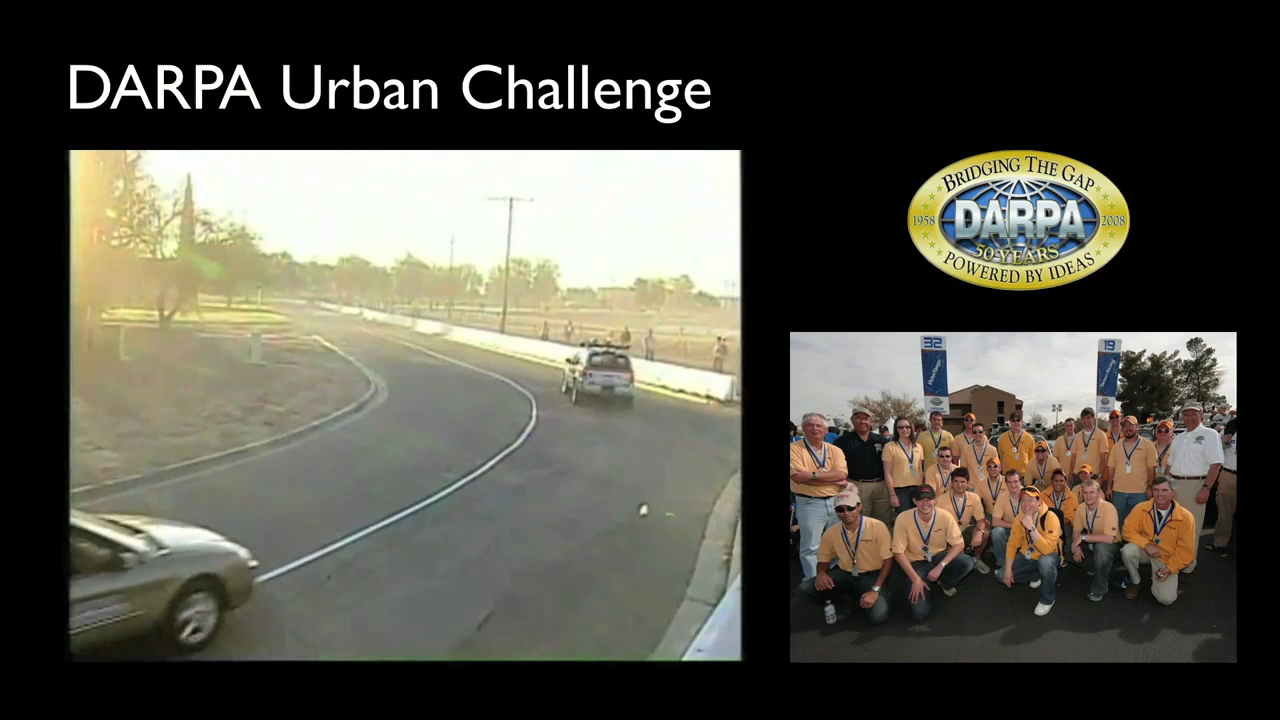 DARPA Urban Challenge
BRIDGING THE GAP
1958
DARPA
2008
50 YEARS
POWERED BY IDEAS
32
19